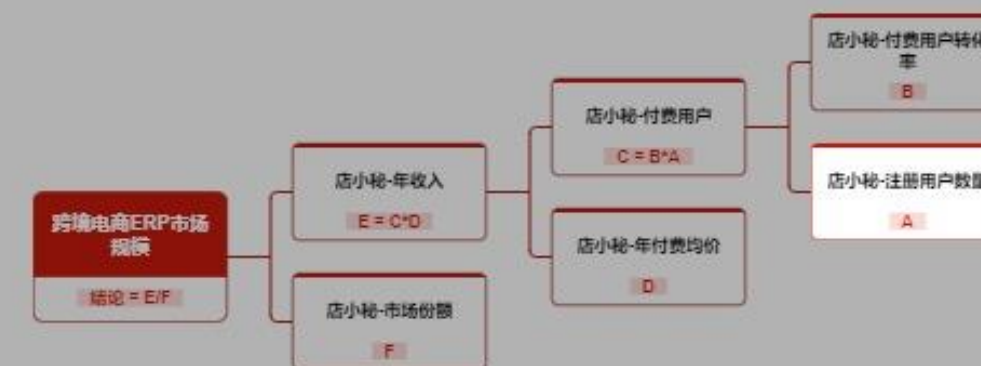 跨境电商ERP市场
规模
结论 = E/F
店小秘-年收入
E = C*D
店小秘-市场份额
F
店小秘-付费用户
C = B*A
店小秘-年付费均价
D
店小秘-付费用户转化
率
B
店小秘-注册用户数量
A